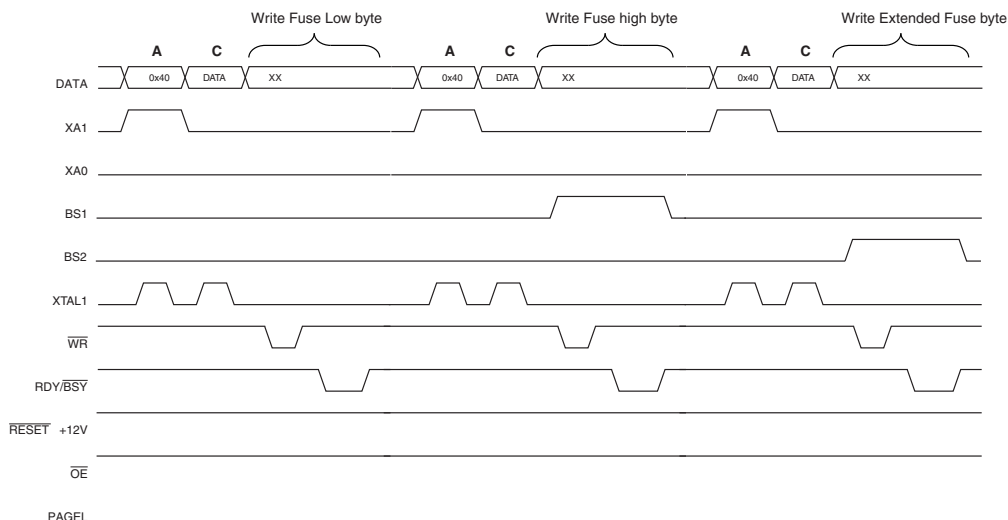 Write Fuse Low byte Write Fuse high byte Write Extended Fuse byte
A C A C A C
DATA 0x40 DATA XX 0x40 DATA XX 0x40 DATA XX
XA1
XA0
BS1
BS2
XTAL1
WR
RDY/BSY
RESET +12V
OE
PAGEL